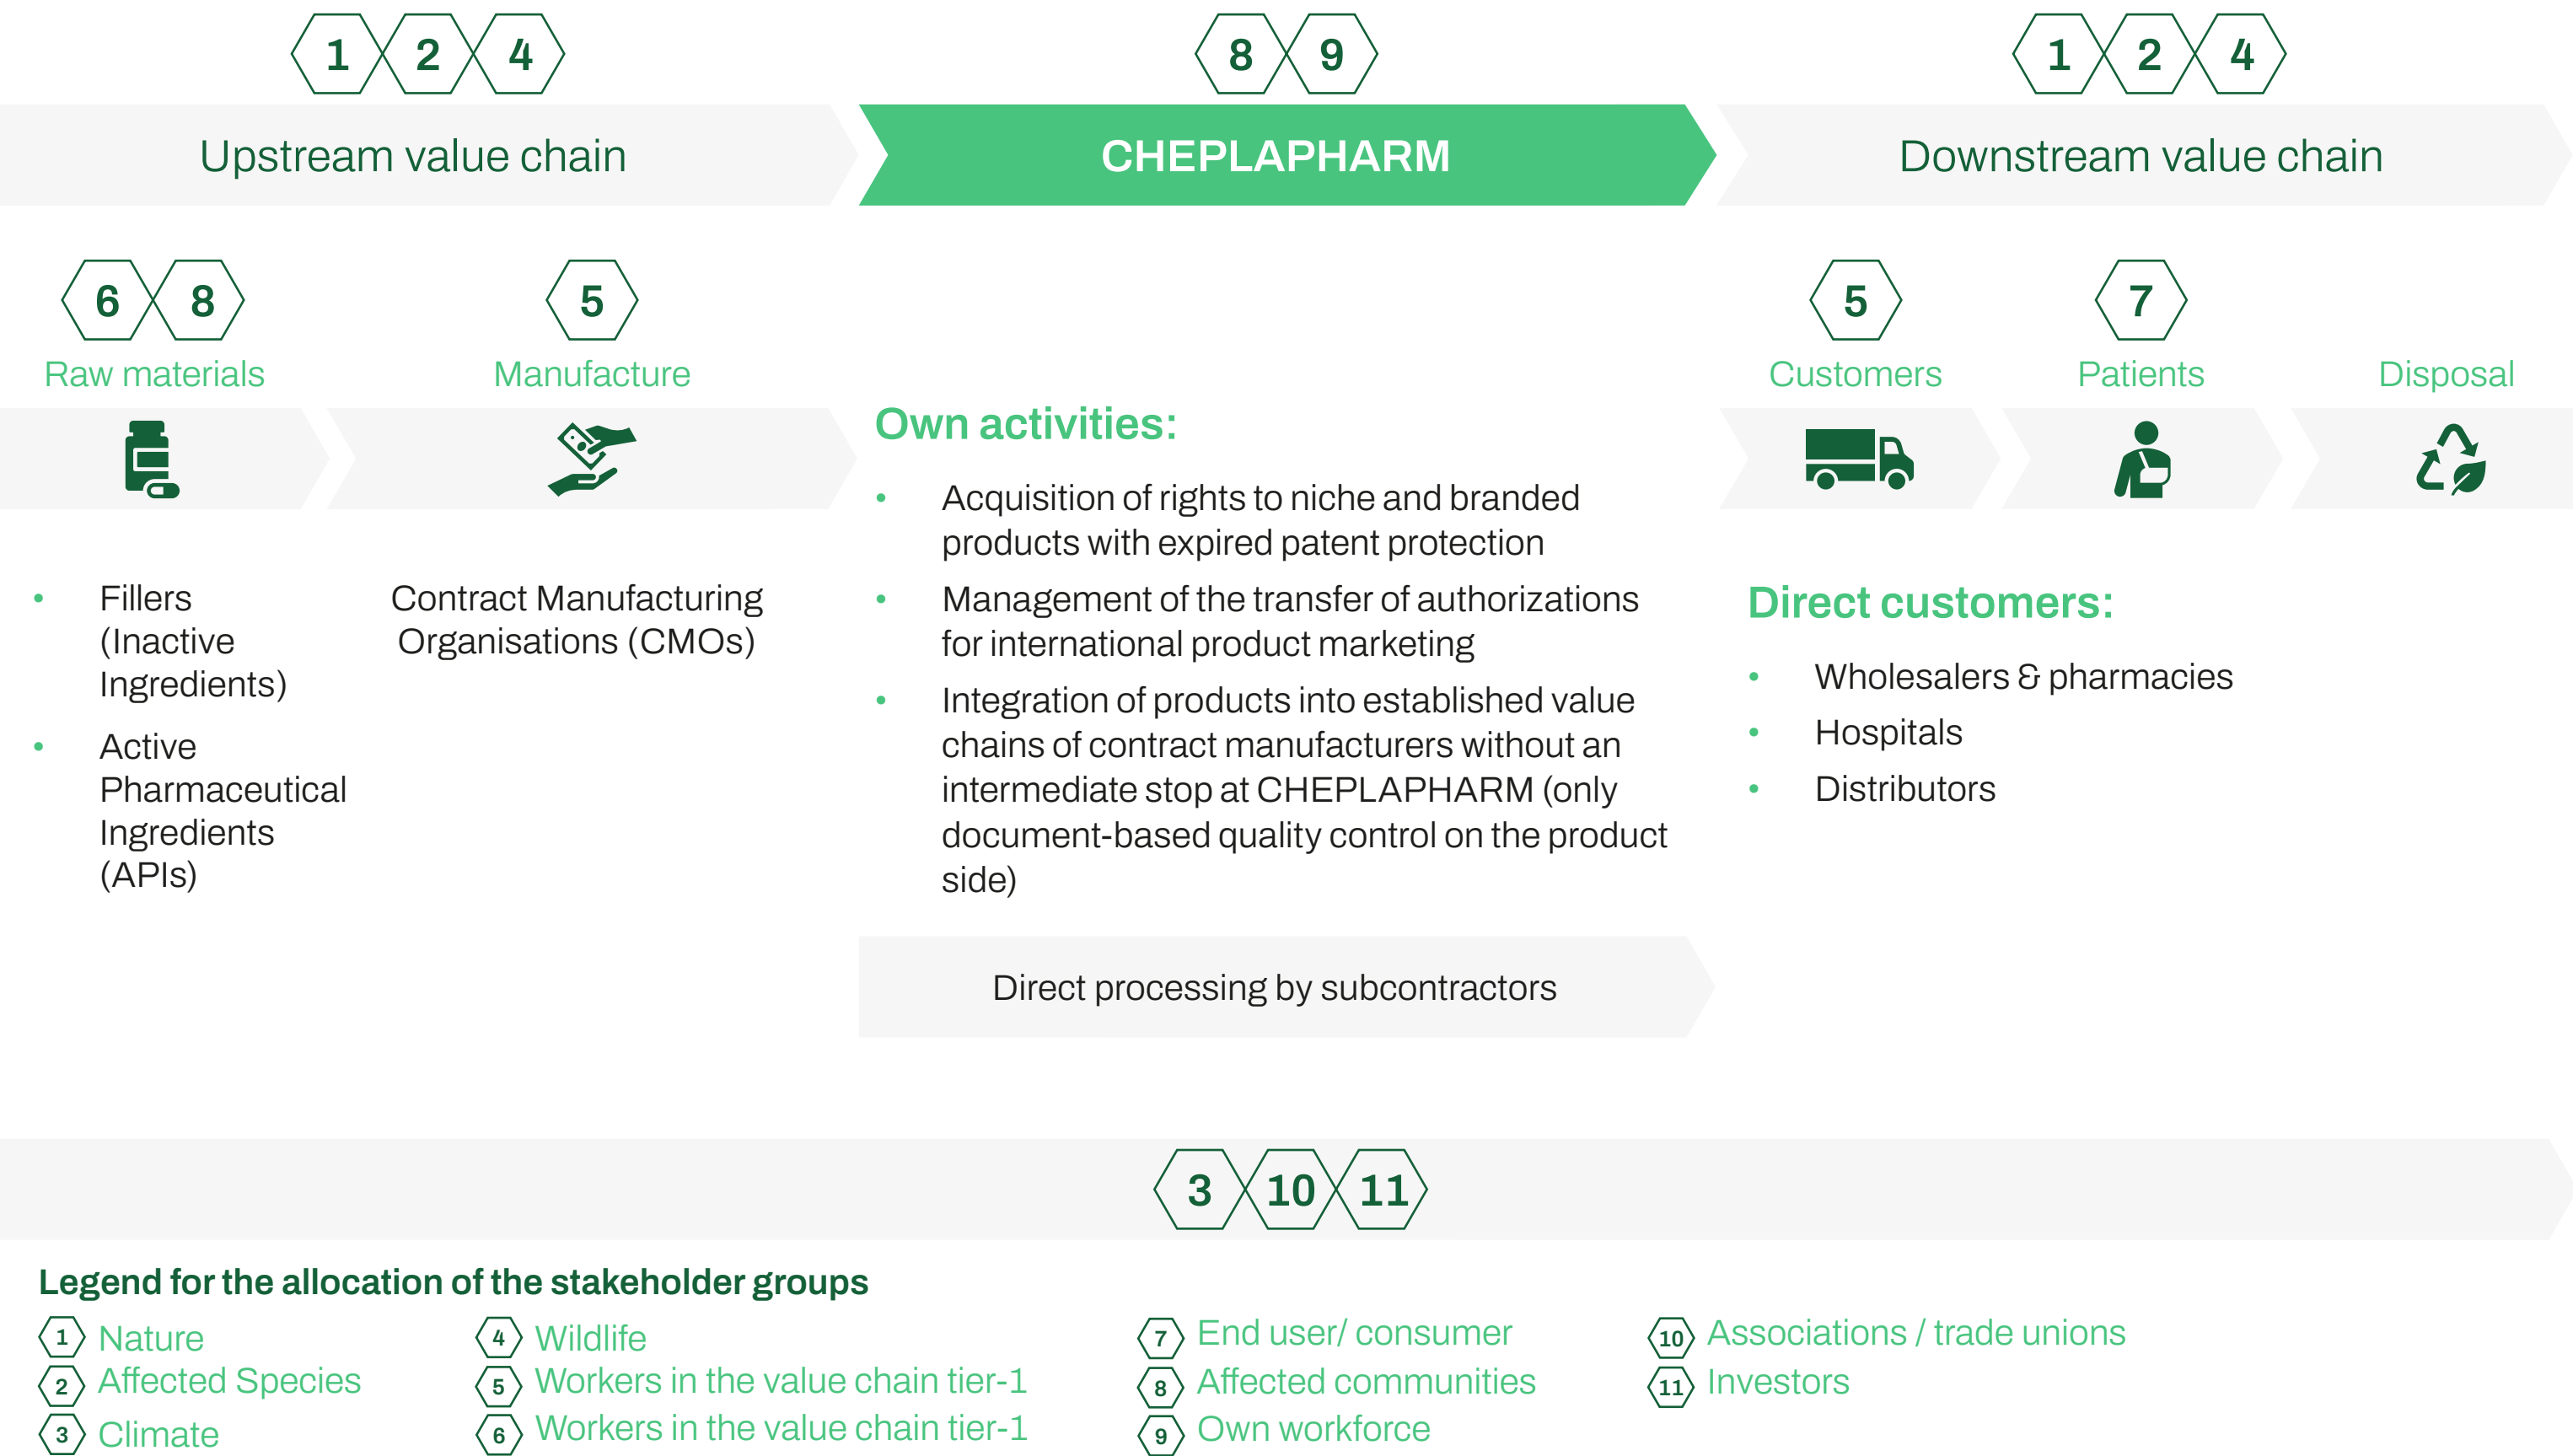 1 2 4
8 9
1 2 4
Upstream value chain
CHEPLAPHARM
Downstream value chain
6 8
5
5
7
Raw materials
Manufacture
Customers
Patients
Disposal
• Fillers
(Inactive
Ingredients)
• Active
Pharmaceutical
Ingredients
(APIs)
Contract Manufacturing
Organisations (CMOs)
Own activities:
• Acquisition of rights to niche and branded
products with expired patent protection
• Management of the transfer of authorizations
for international product marketing
• Integration of products into established value
chains of contract manufacturers without an
intermediate stop at CHEPLAPHARM (only
document-based quality control on the product
side)
Direct processing by subcontractors
Direct customers:
• Wholesalers & pharmacies
• Hospitals
• Distributors
3 10 11
Legend for the allocation of the stakeholder groups
1 Nature
2 Affected Species
3 Climate
4 Wildlife
5 Workers in the value chain tier-1
6 Workers in the value chain tier-1
7 End user/ consumer
8 Affected communities
9 Own workforce
10 Associations / trade unions
11 Investors